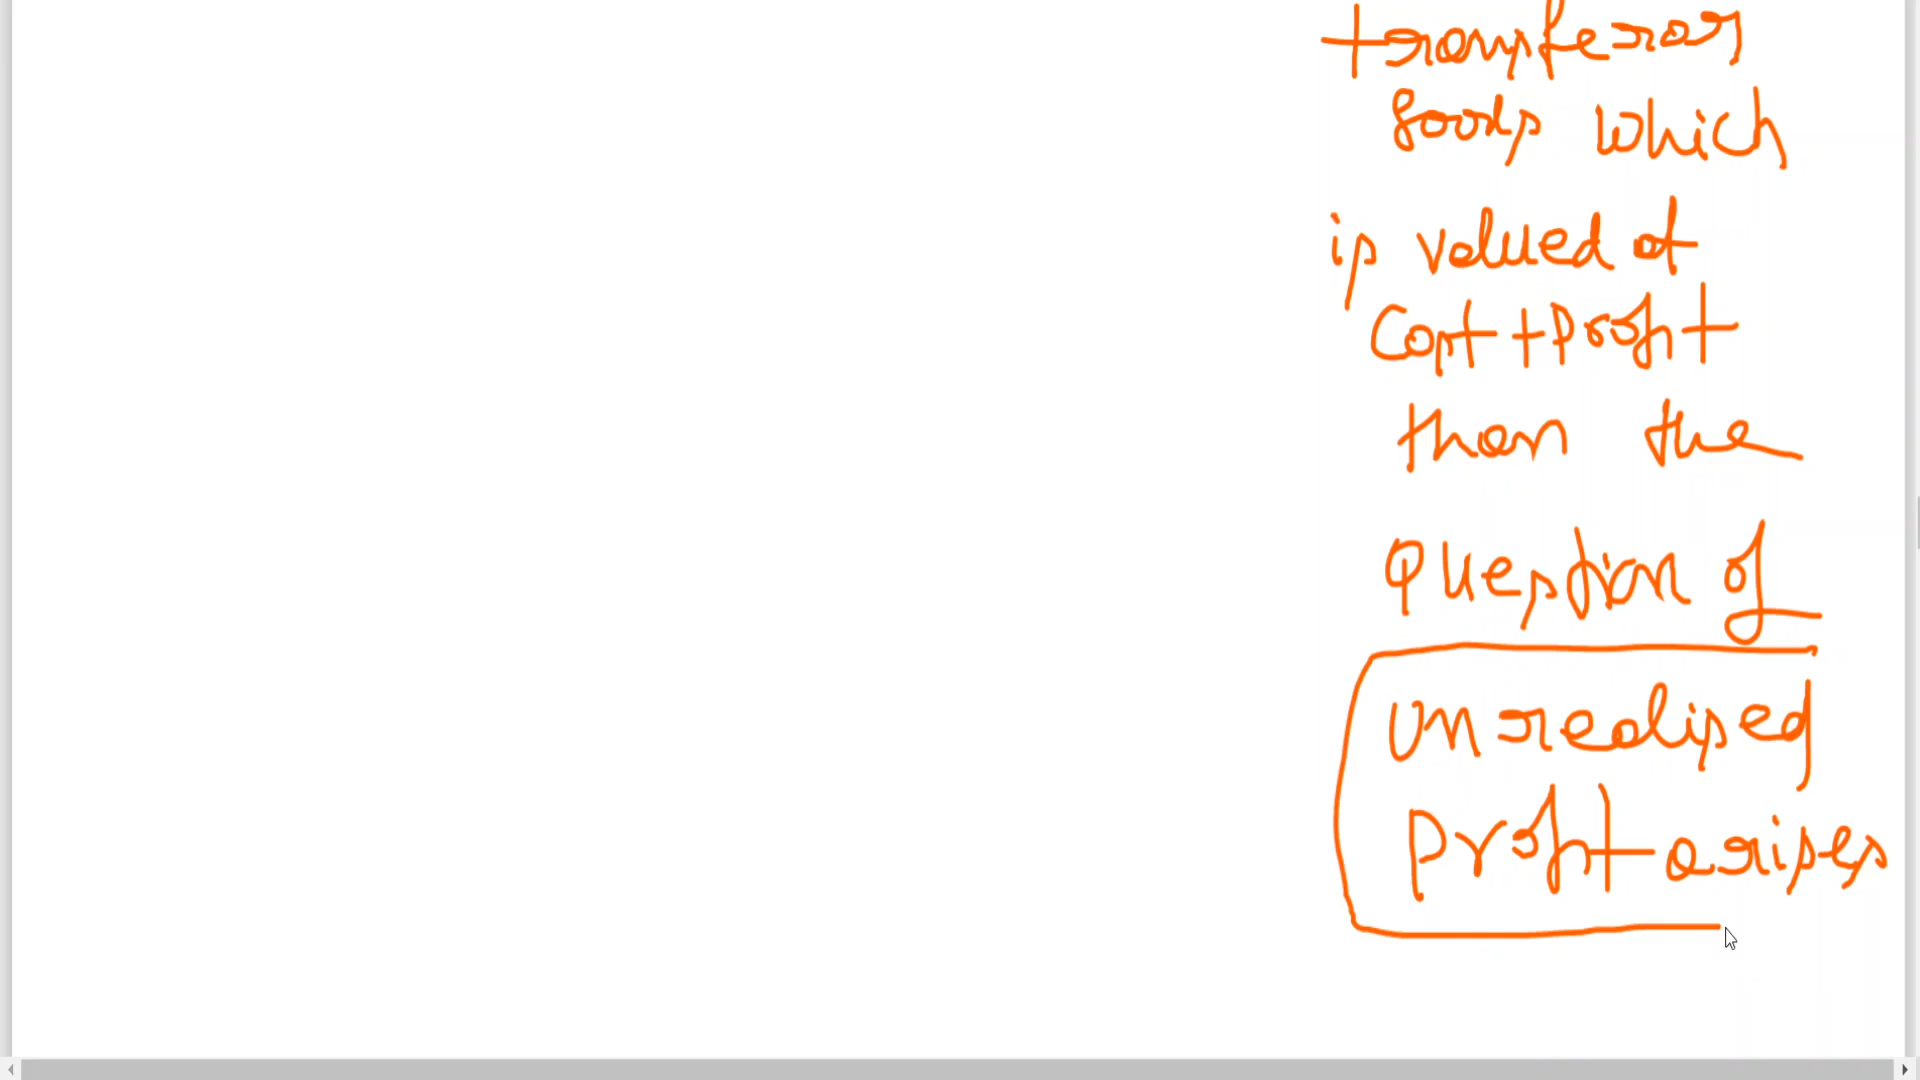 transferor
goods which
is valued at
Cost + Profit
then the
Question of
Unrealised
Profit arises